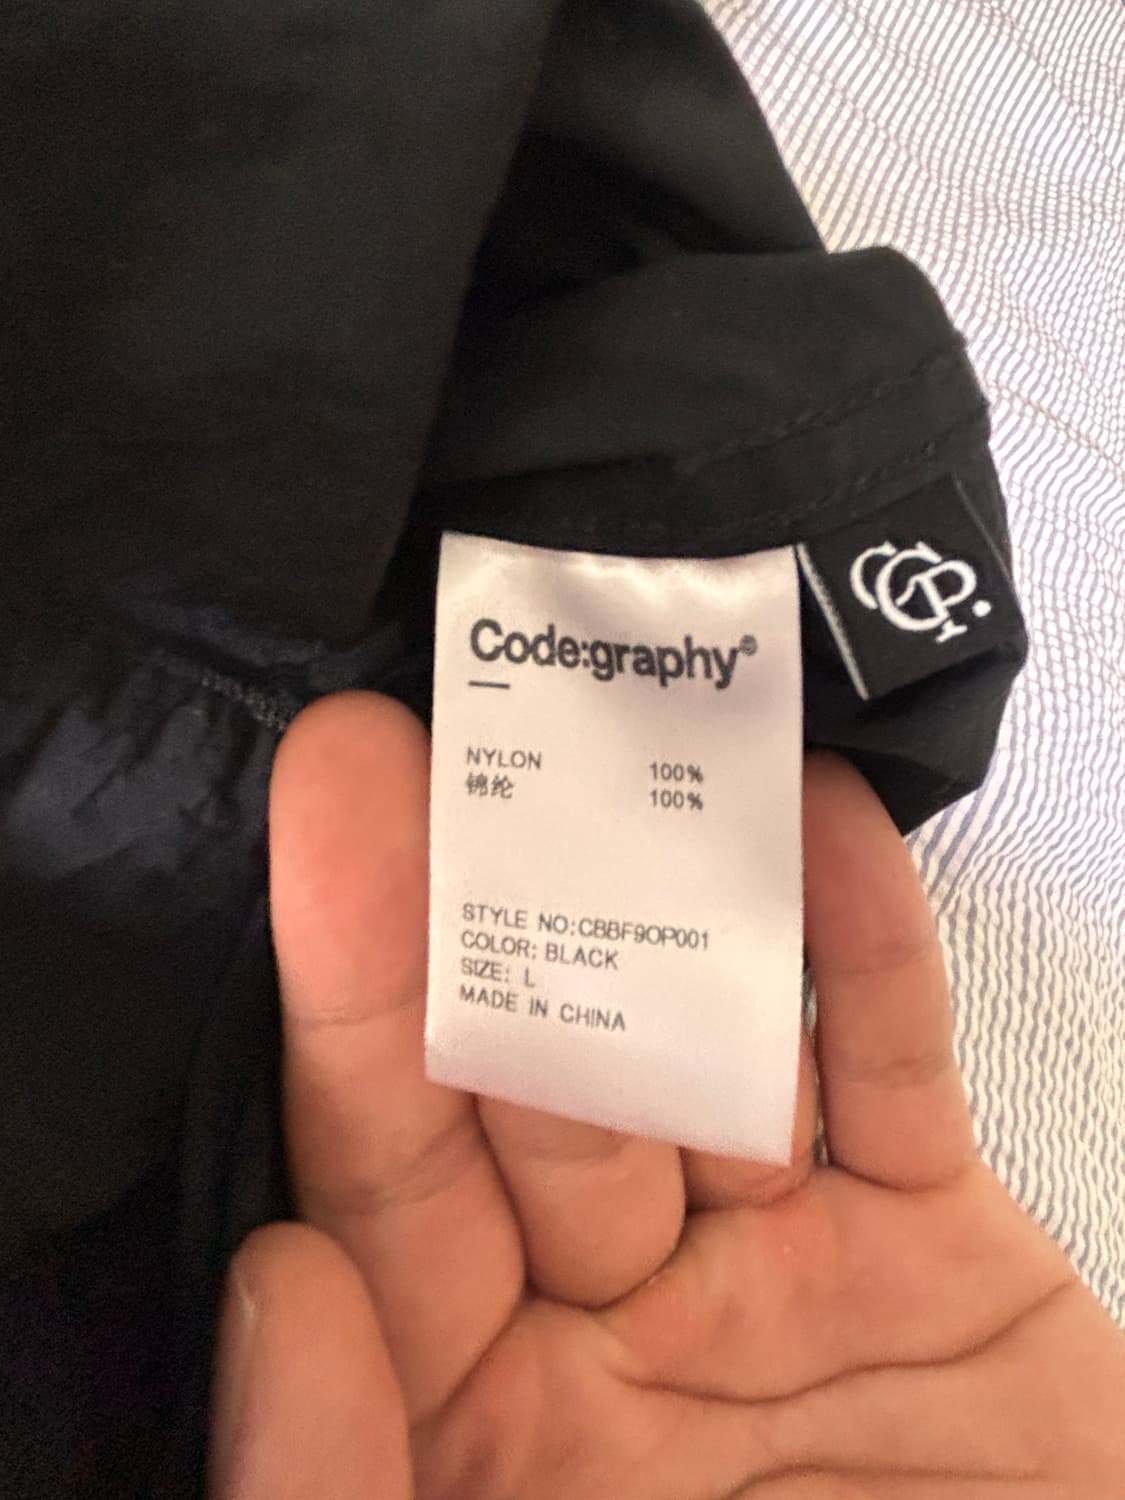 Code:graphy®
NYLON 100%
锦纶 100%
STYLE NO:CBBF9OP001
COLOR: BLACK
SIZE: L
MADE IN CHINA
CGP.